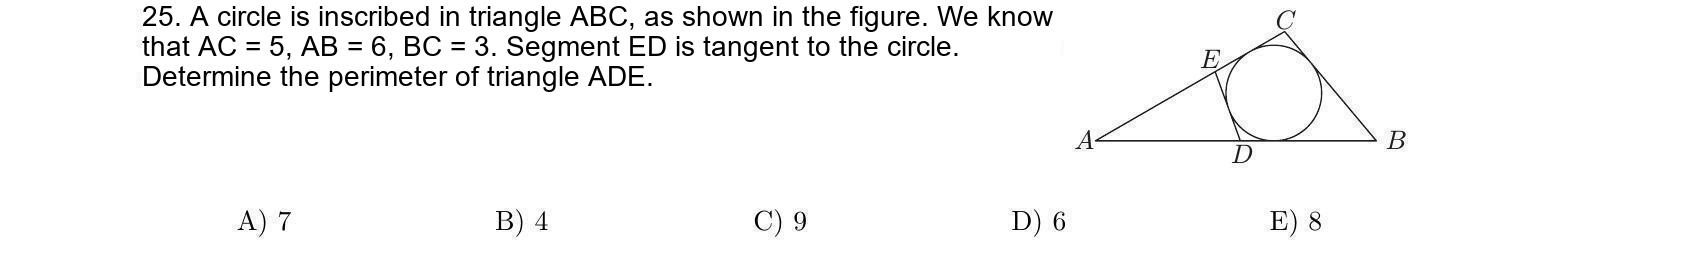 25. A circle is inscribed in triangle ABC, as shown in the figure. We know
that AC = 5, AB = 6, BC = 3. Segment ED is tangent to the circle.
Determine the perimeter of triangle ADE.
C
E
A
B
D
A) 7 B) 4 C) 9 D) 6 E) 8